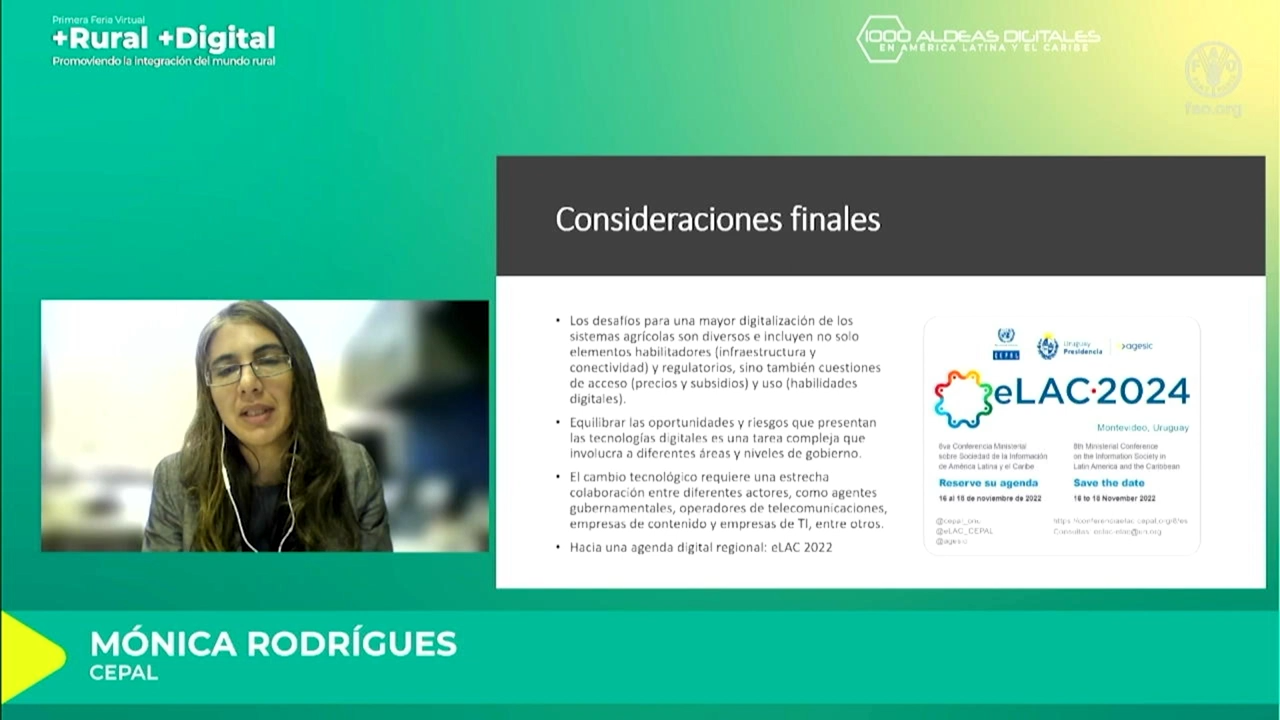 Primera Feria Virtual
+Rural +Digital
Promoviendo la integración del mundo rural
1000 ALDEAS DIGITALES
EN AMÉRICA LATINA Y EL CARIBE
FAO
fao.org
Consideraciones finales
• Los desafíos para una mayor digitalización de los
sistemas agrícolas son diversos e incluyen no solo
elementos habilitadores (infraestructura y
conectividad) y regulatorios, sino también cuestiones
de acceso (precios y subsidios) y uso (habilidades
digitales).
• Equilibrar las oportunidades y riesgos que presentan
las tecnologías digitales es una tarea compleja que
involucra a diferentes áreas y niveles de gobierno.
• El cambio tecnológico requiere una estrecha
colaboración entre diferentes actores, como agentes
gubernamentales, operadores de telecomunicaciones,
empresas de contenido y empresas de TI, entre otros.
• Hacia una agenda digital regional: eLAC 2022
CEPAL
Uruguay
Presidencia
agesic
eLAC·2024
Montevideo, Uruguay
8va Conferencia Ministerial
sobre Sociedad de la Información
de América Latina y el Caribe
Reserve su agenda
16 al 18 de noviembre de 2022
8th Ministerial Conference
on the Information Society in
Latin America and the Caribbean
Save the date
16 to 18 November 2022
@cepal_onu
@eLAC_CEPAL
@agesic
MÓNICA RODRÍGUES
CEPAL